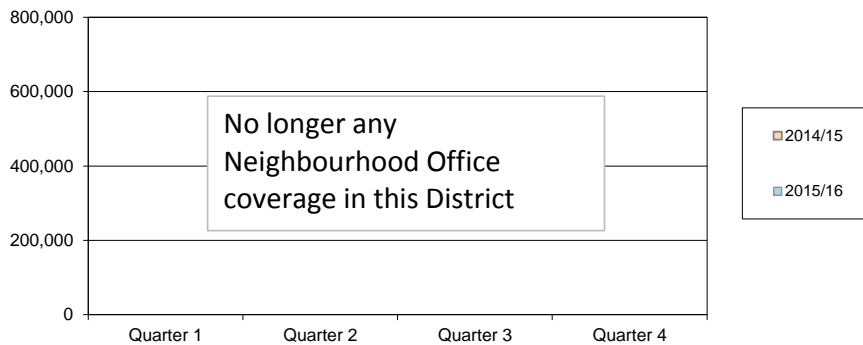 800,000
600,000
400,000
200,000
0
No longer any
Neighbourhood Office
coverage in this District
Quarter 1
Quarter 2
Quarter 3
Quarter 4
2014/15
2015/16